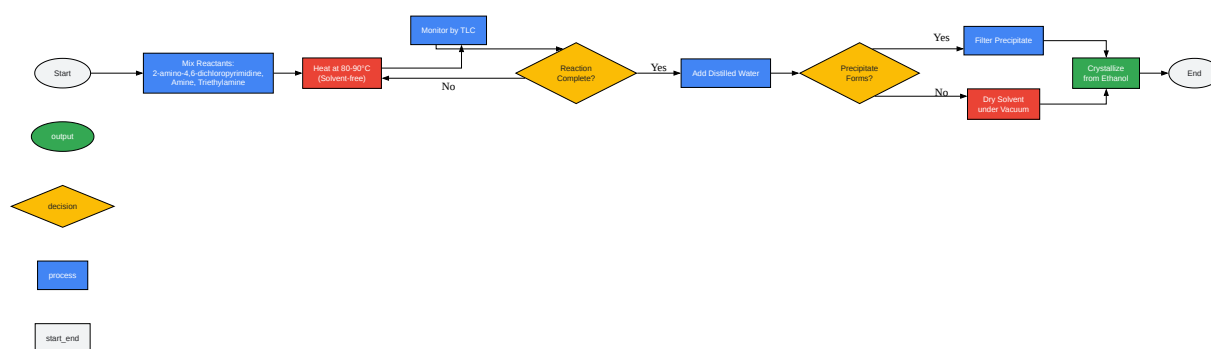 Start
Mix Reactants:
2-amino-4,6-dichloropyrimidine,
Amine, Triethylamine
Heat at 80-90°C
(Solvent-free)
Monitor by TLC
No
Reaction
Complete?
Yes
Add Distilled Water
Precipitate
Forms?
Yes
Filter Precipitate
No
Dry Solvent
under Vacuum
Crystallize
from Ethanol
End
output
decision
process
start_end